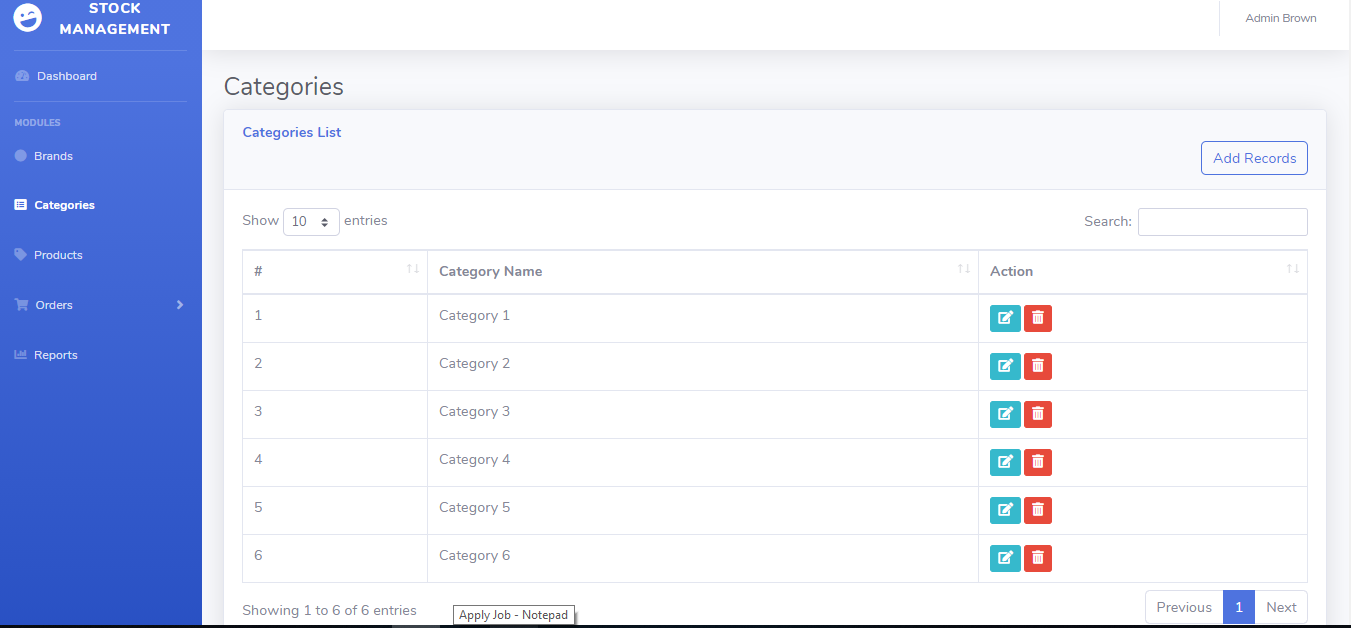 STOCK
MANAGEMENT
Admin Brown
Dashboard
MODULES
Brands
Categories
Products
Orders
Reports
Categories
Categories List
Add Records
Show 10 entries
Search:
# Category Name Action
1 Category 1
2 Category 2
3 Category 3
4 Category 4
5 Category 5
6 Category 6
Showing 1 to 6 of 6 entries
Previous 1 Next
Apply Job - Notepad